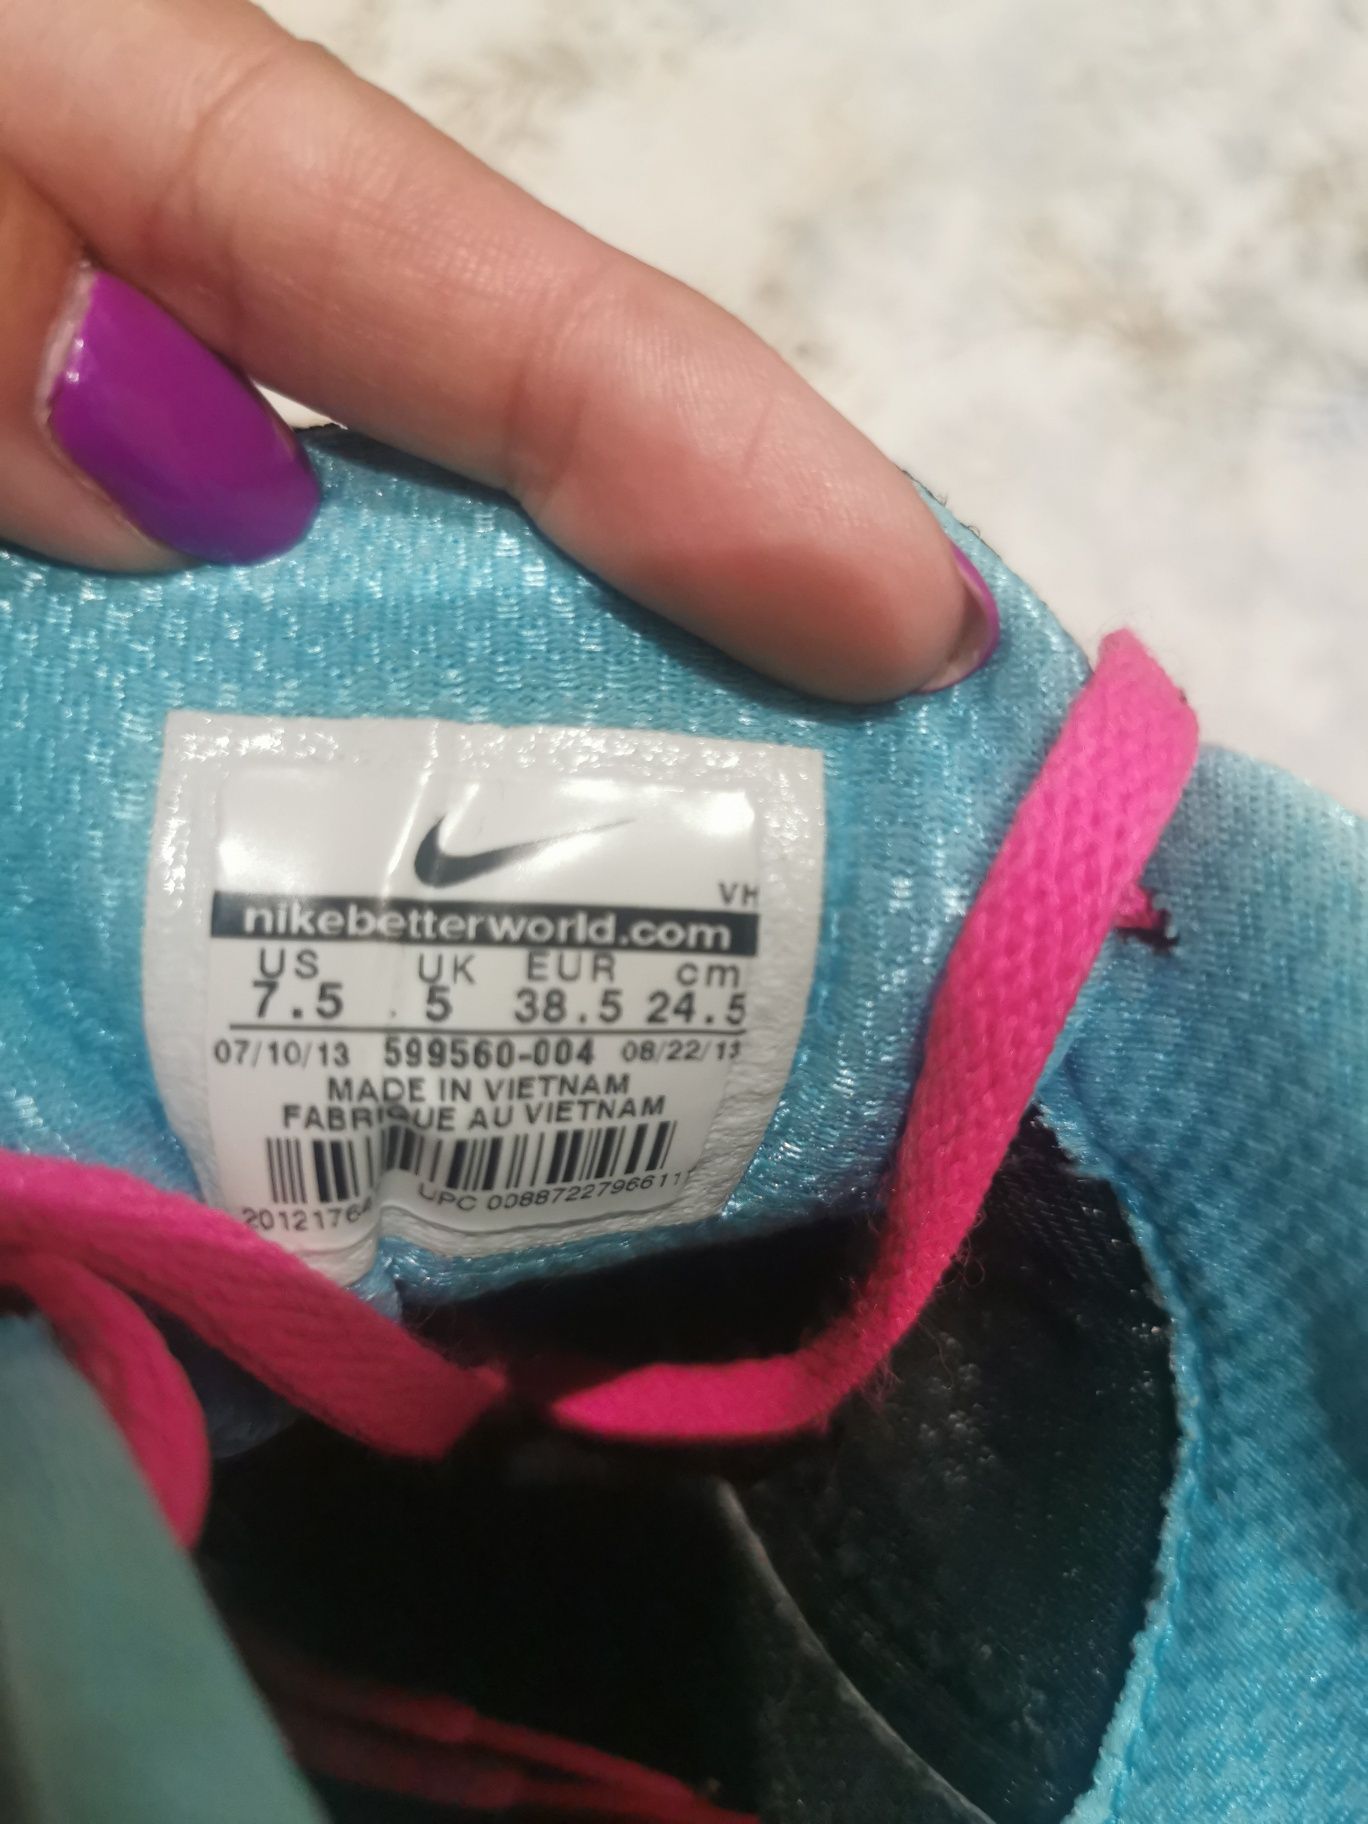 VH
nikebetterworld.com
US UK EUR cm
7.5 5 38.5 24.5
07/10/13 599560-004 08/22/13
MADE IN VIETNAM
FABRIQUE AU VIETNAM
UPC